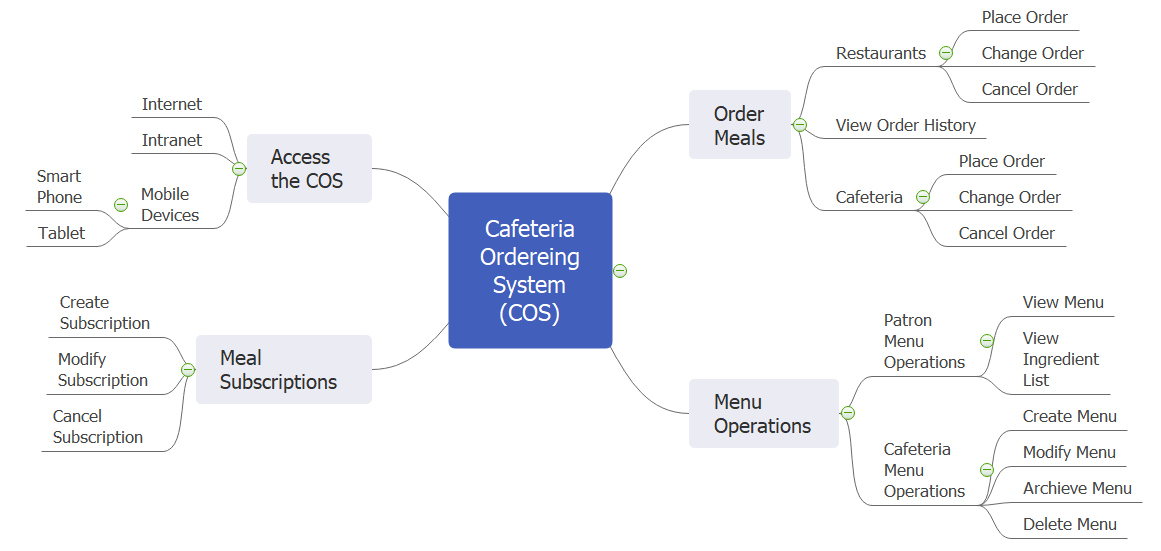 Cafeteria
Ordereing
System
(COS)
Order
Meals
Restaurants
Place Order
Change Order
Cancel Order
View Order History
Cafeteria
Place Order
Change Order
Cancel Order
Menu
Operations
Patron
Menu
Operations
View Menu
View
Ingredient
List
Cafeteria
Menu
Operations
Create Menu
Modify Menu
Archieve Menu
Delete Menu
Access
the COS
Internet
Intranet
Mobile
Devices
Smart
Phone
Tablet
Meal
Subscriptions
Create
Subscription
Modify
Subscription
Cancel
Subscription